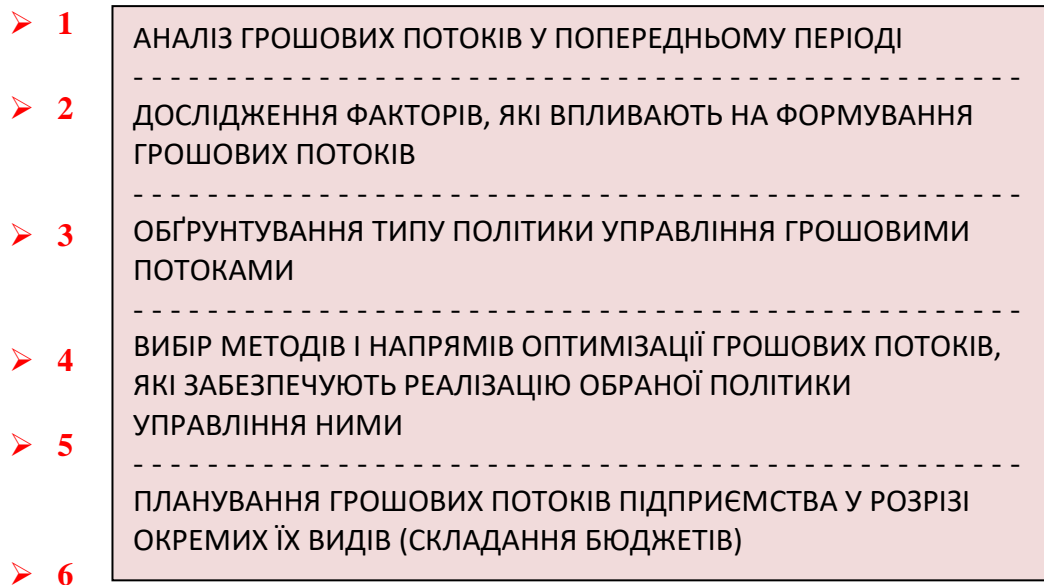 ➢ 1
АНАЛІЗ ГРОШОВИХ ПОТОКІВ У ПОПЕРЕДНЬОМУ ПЕРІОДІ
- - - - - - - - - - - - - - - - - - - - - - - - - - - - - - - - - - - - - - - - - - - - - - - -
➢ 2
ДОСЛІДЖЕННЯ ФАКТОРІВ, ЯКІ ВПЛИВАЮТЬ НА ФОРМУВАННЯ
ГРОШОВИХ ПОТОКІВ
- - - - - - - - - - - - - - - - - - - - - - - - - - - - - - - - - - - - - - - - - - - - - - - -
➢ 3
ОБҐРУНТУВАННЯ ТИПУ ПОЛІТИКИ УПРАВЛІННЯ ГРОШОВИМИ
ПОТОКАМИ
- - - - - - - - - - - - - - - - - - - - - - - - - - - - - - - - - - - - - - - - - - - - - - - -
➢ 4
ВИБІР МЕТОДІВ І НАПРЯМІВ ОПТИМІЗАЦІЇ ГРОШОВИХ ПОТОКІВ,
ЯКІ ЗАБЕЗПЕЧУЮТЬ РЕАЛІЗАЦІЮ ОБРАНОЇ ПОЛІТИКИ
УПРАВЛІННЯ НИМИ
➢ 5
- - - - - - - - - - - - - - - - - - - - - - - - - - - - - - - - - - - - - - - - - - - - - - - -
ПЛАНУВАННЯ ГРОШОВИХ ПОТОКІВ ПІДПРИЄМСТВА У РОЗРІЗІ
ОКРЕМИХ ЇХ ВИДІВ (СКЛАДАННЯ БЮДЖЕТІВ)
➢ 6